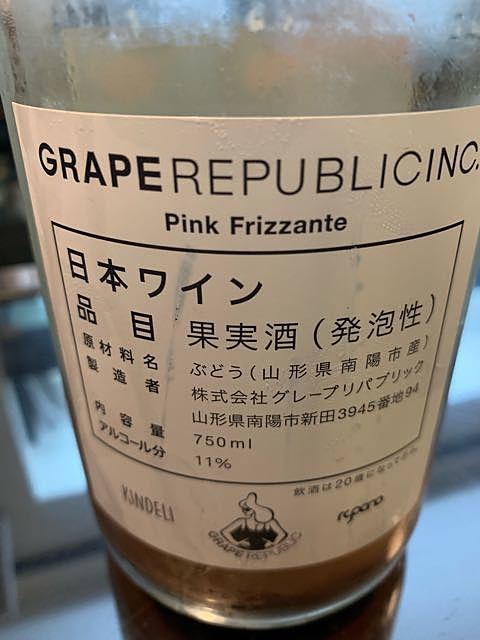 GRAPEREPUBLICINC.
Pink Frizzante
日本ワイン
品目 果実酒(発泡性)
原材料名 ぶどう(山形県南陽市産)
製造者 株式会社グレープリパブリック
山形県南陽市新田3945番地94
内容量 750ml
アルコール分 11%
飲酒は20歳になってから。
KINDELI
GRAPE REPUBLIC